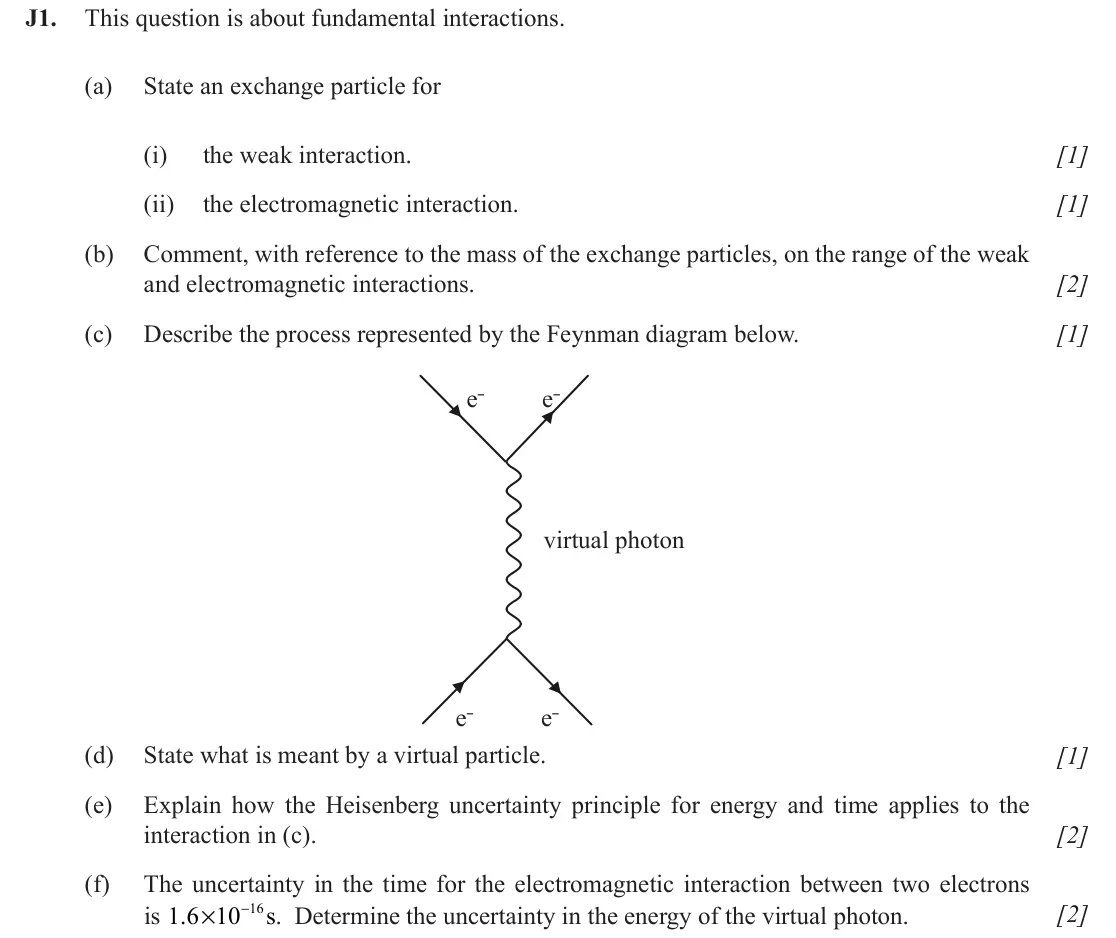 J1. This question is about fundamental interactions.
(a) State an exchange particle for
(i) the weak interaction. [1]
(ii) the electromagnetic interaction. [1]
(b) Comment, with reference to the mass of the exchange particles, on the range of the weak
and electromagnetic interactions. [2]
(c) Describe the process represented by the Feynman diagram below. [1]
e⁻ e⁻
virtual photon
e⁻ e⁻
(d) State what is meant by a virtual particle. [1]
(e) Explain how the Heisenberg uncertainty principle for energy and time applies to the
interaction in (c). [2]
(f) The uncertainty in the time for the electromagnetic interaction between two electrons
is 1.6×10⁻¹⁶ s. Determine the uncertainty in the energy of the virtual photon. [2]